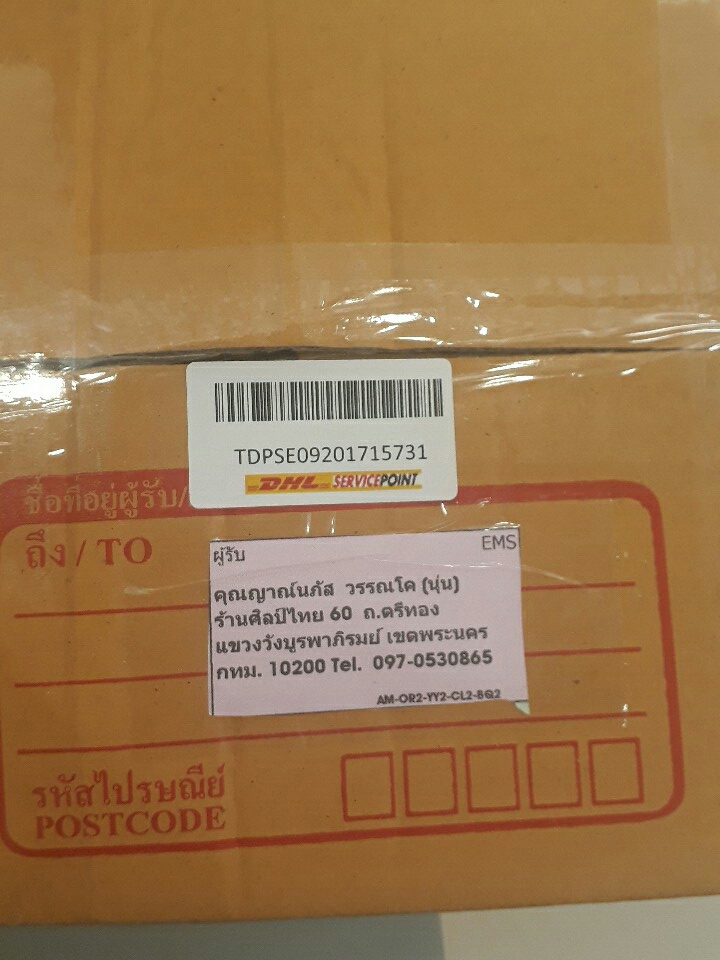 TDPSE09201715731
DHL SERVICEPOINT
ชื่อที่อยู่ผู้รับ/
ถึง / TO
ผู้รับ
EMS
คุณญาณ์นภัส วรรณโค (นุ่น)
ร้านศิลป์ไทย 60 ถ.ตรีทอง
แขวงวังบูรพาภิรมย์ เขตพระนคร
กทม. 10200 Tel. 097-0530865
AM-OR2-YY2-CL2-BQ2
รหัสไปรษณีย์
POSTCODE